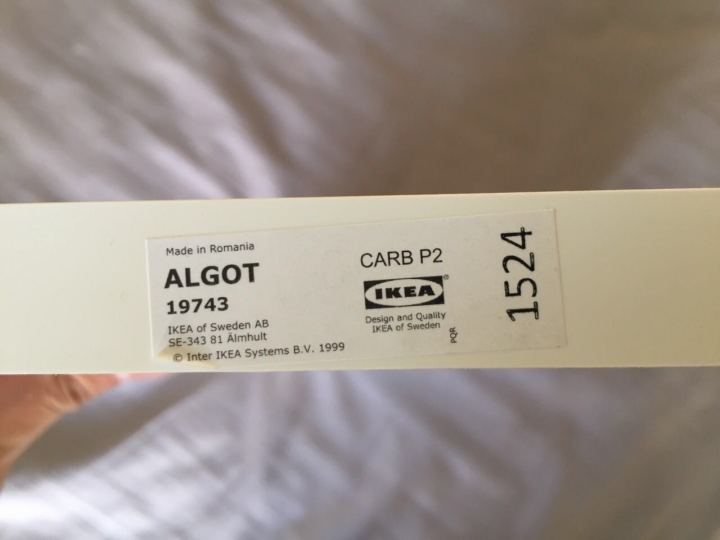 Made in Romania
ALGOT
19743
IKEA of Sweden AB
SE-343 81 Älmhult
© Inter IKEA Systems B.V. 1999
CARB P2
IKEA®
Design and Quality
IKEA of Sweden
PQR
1524